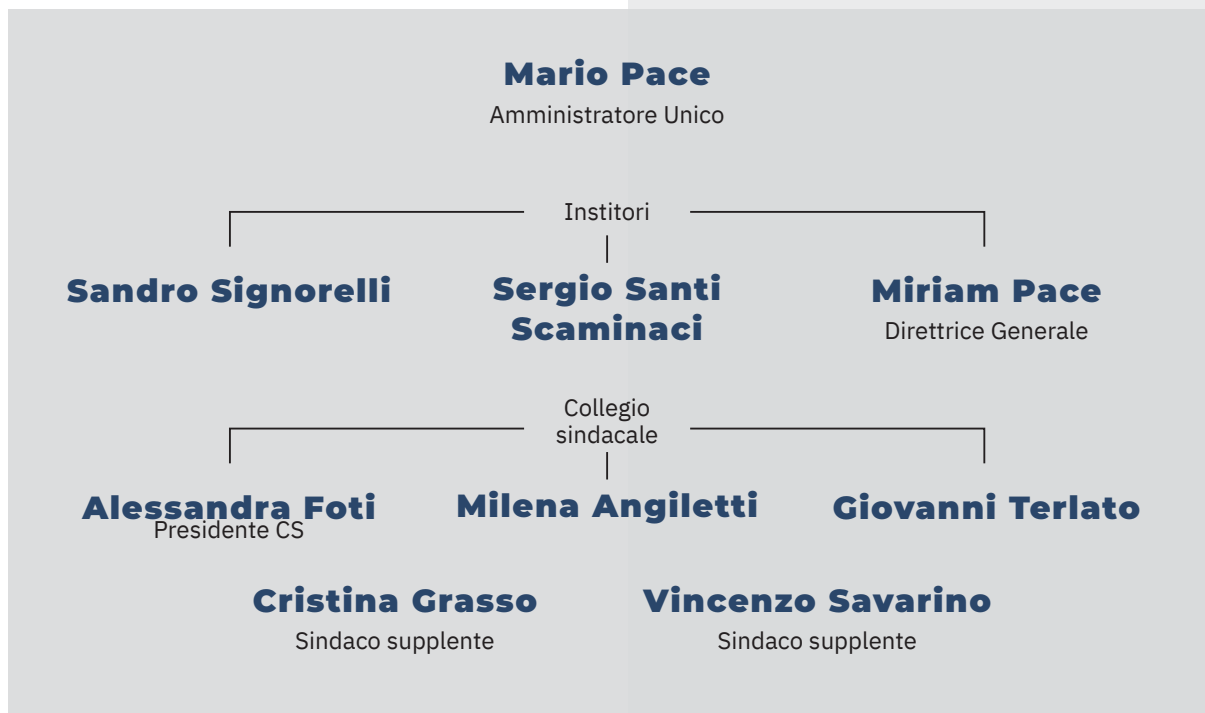 Mario Pace
Amministratore Unico
Institori
Sandro Signorelli
Sergio Santi
Scaminaci
Miriam Pace
Direttrice Generale
Collegio
sindacale
Alessandra Foti
Presidente CS
Milena Angiletti
Giovanni Terlato
Cristina Grasso
Sindaco supplente
Vincenzo Savarino
Sindaco supplente